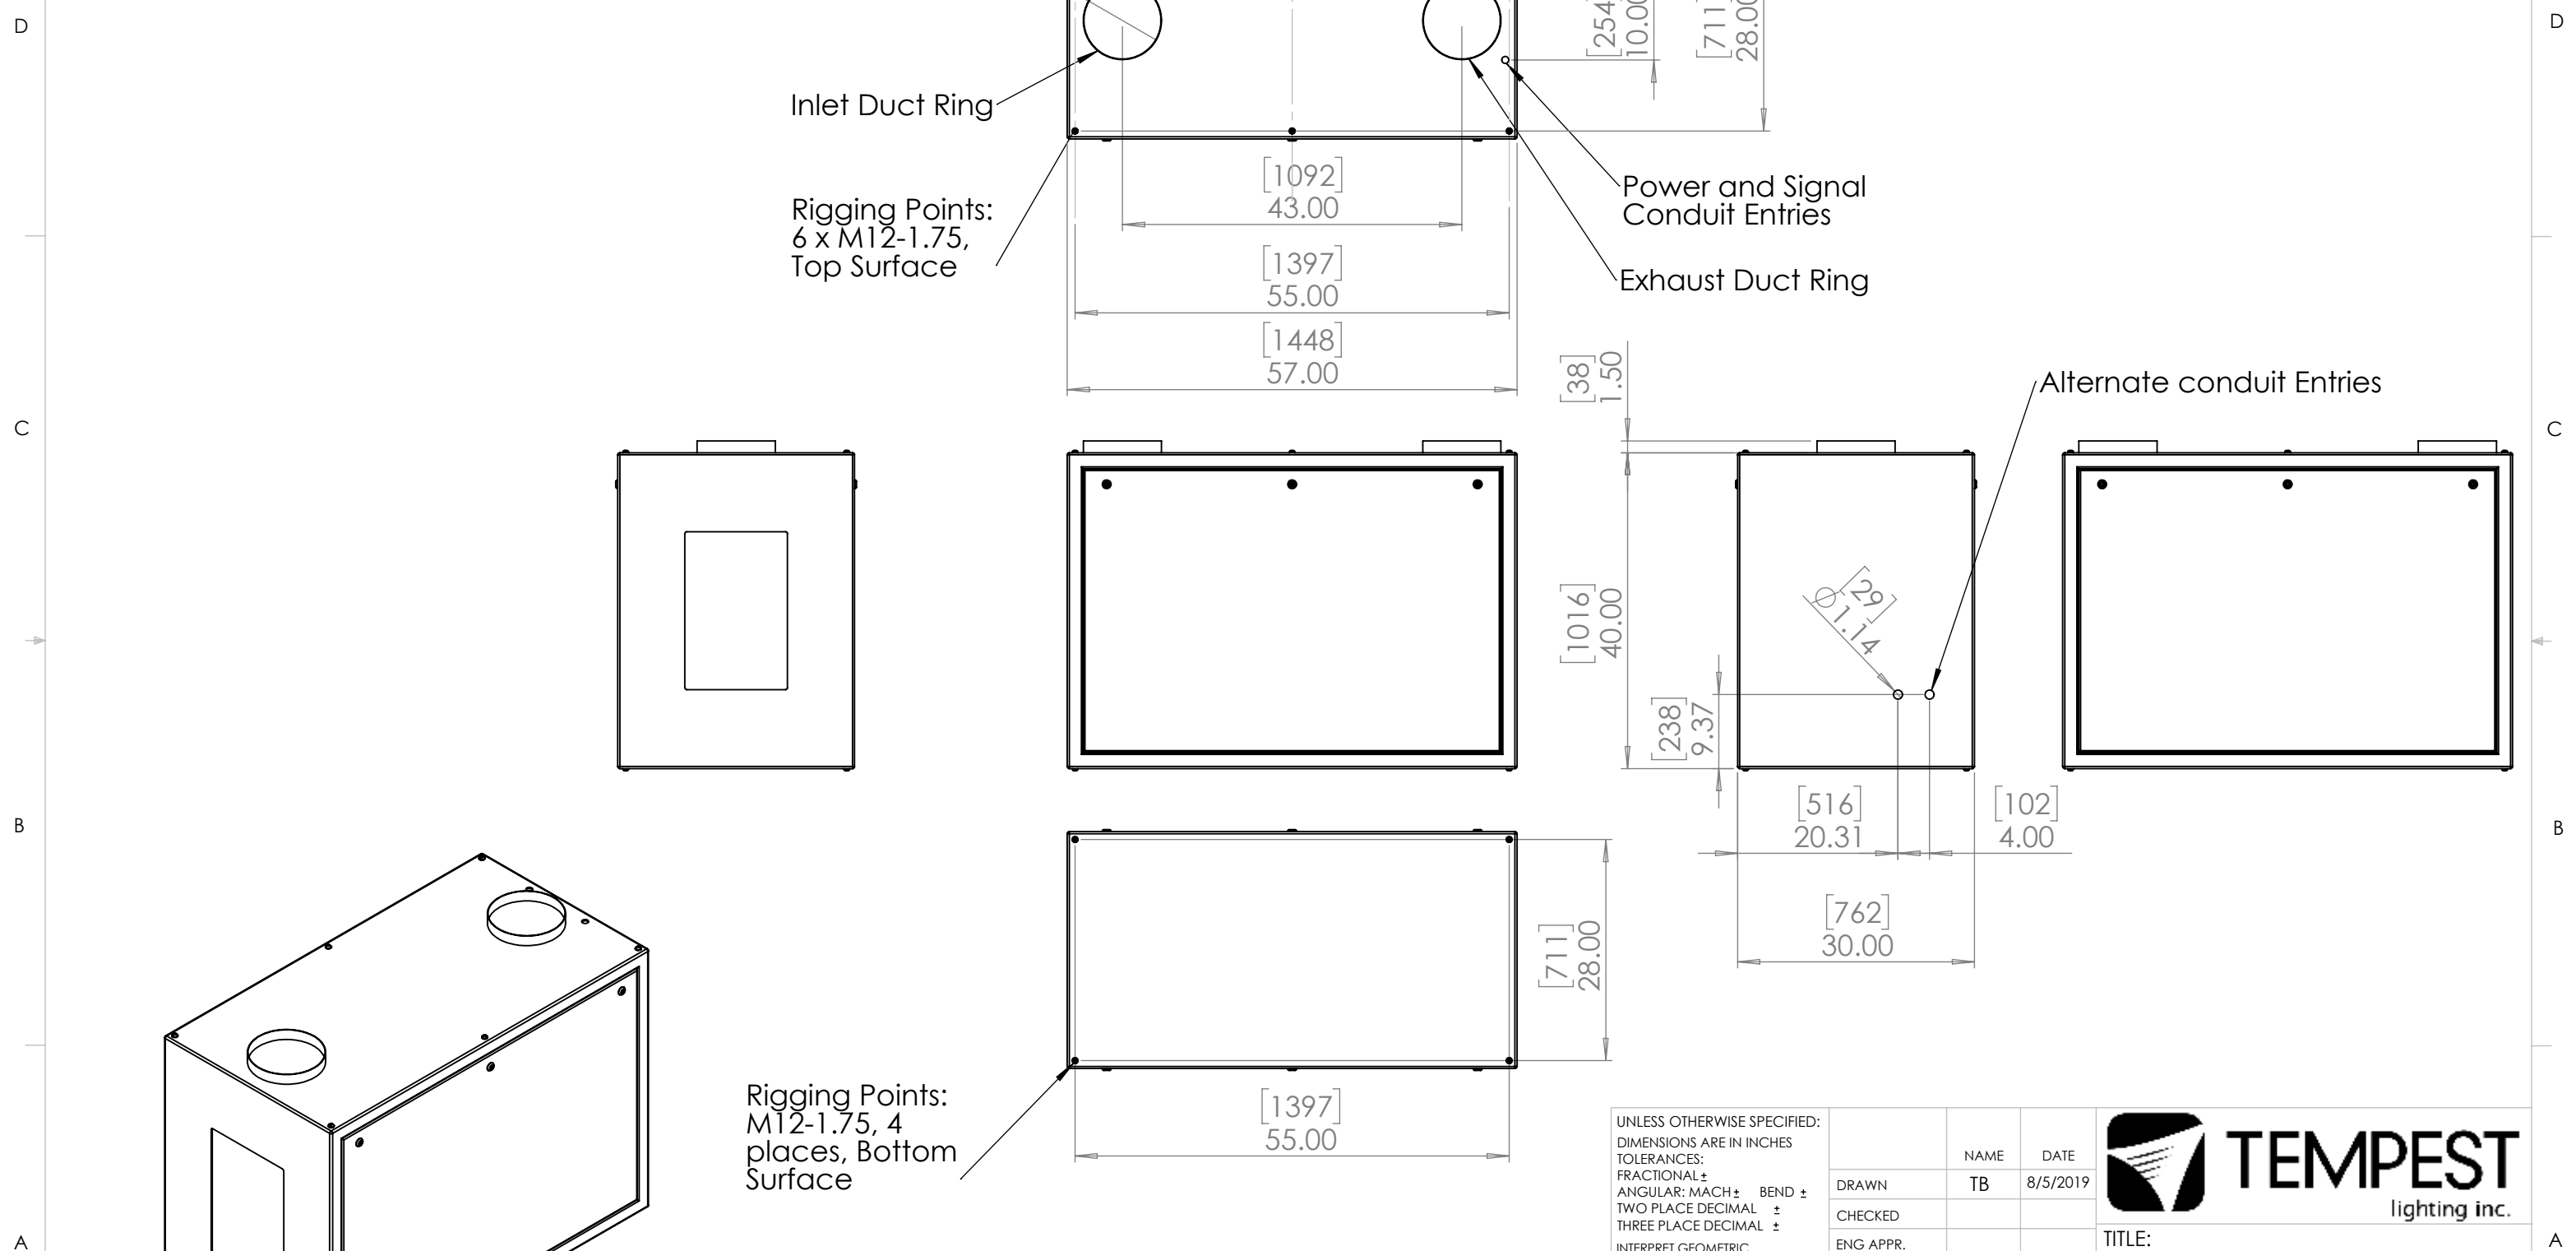 D
D
[254]
10.00
[711]
28.00
Inlet Duct Ring
Rigging Points:
6 x M12-1.75,
Top Surface
[1092]
43.00
Power and Signal
Conduit Entries
[1397]
55.00
Exhaust Duct Ring
[1448]
57.00
[38]
1.50
Alternate conduit Entries
C
C
[1016]
40.00
[29]
∅1.14
[238]
9.37
[516]
20.31
[102]
4.00
B
B
[762]
30.00
[711]
28.00
Rigging Points:
M12-1.75, 4
places, Bottom
Surface
[1397]
55.00
UNLESS OTHERWISE SPECIFIED:
DIMENSIONS ARE IN INCHES
TOLERANCES:
FRACTIONAL ±
ANGULAR: MACH ± BEND ±
TWO PLACE DECIMAL ±
THREE PLACE DECIMAL ±
INTERPRET GEOMETRIC
NAME DATE
DRAWN TB 8/5/2019
CHECKED
ENG APPR.
TEMPEST
lighting inc.
TITLE:
A
A